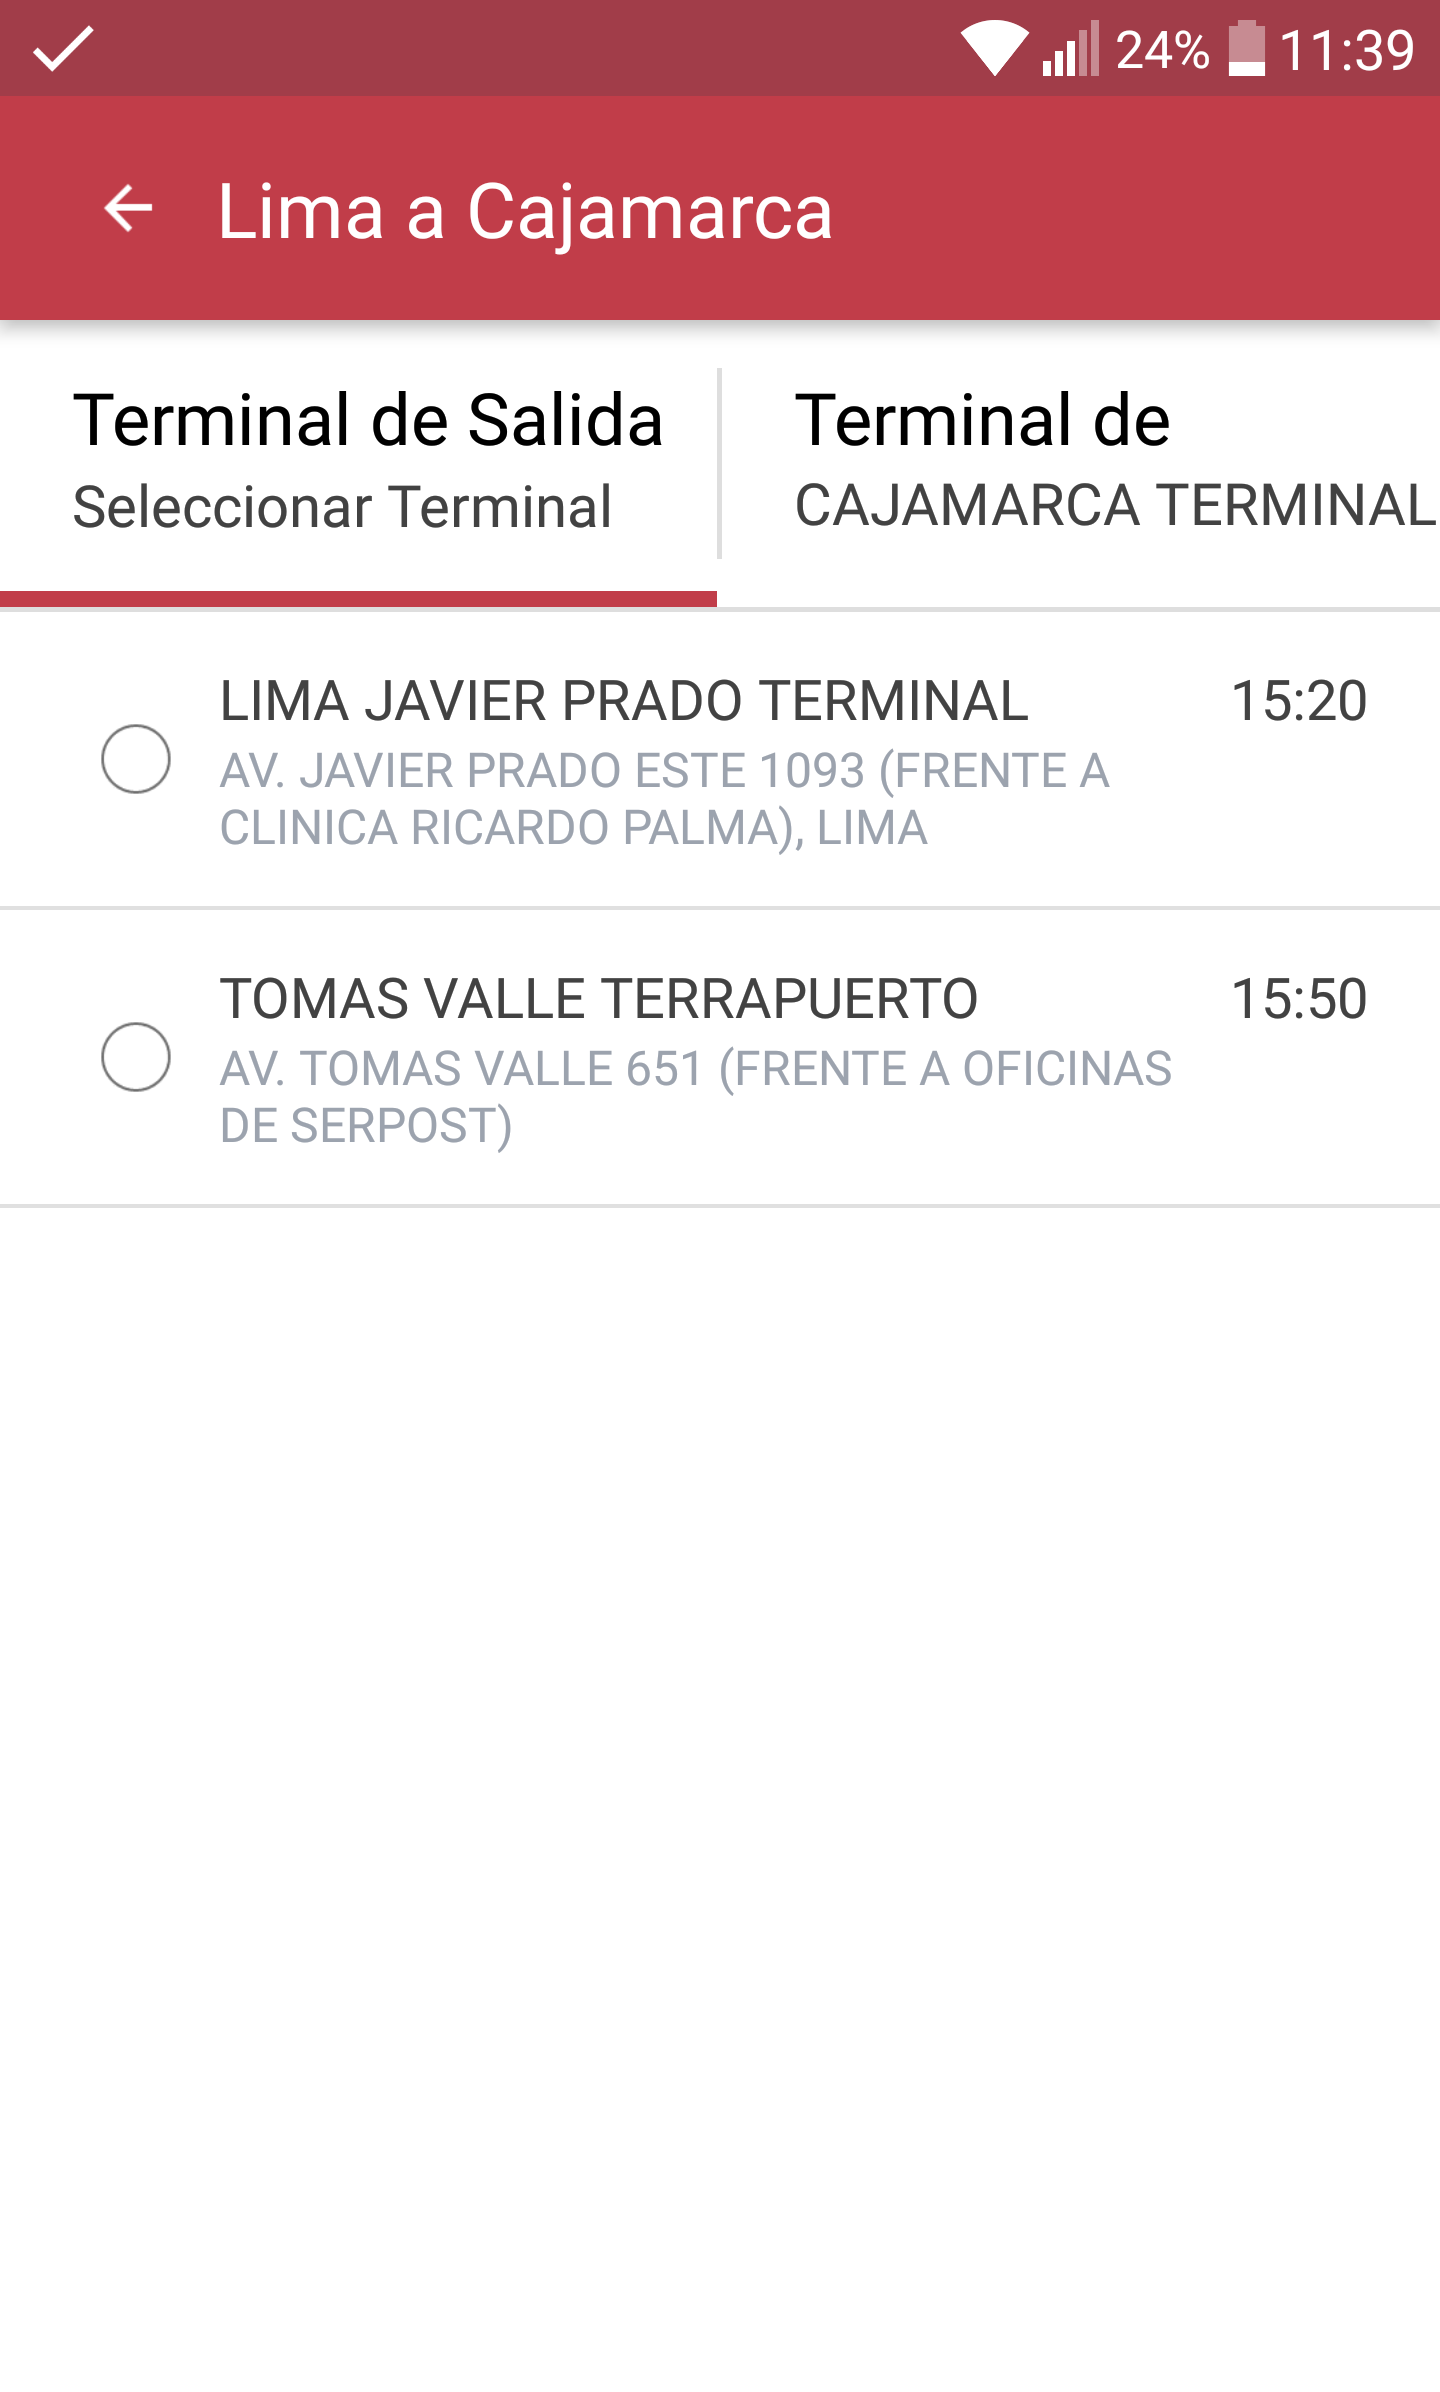 24% 11:39
Lima a Cajamarca
Terminal de Salida
Seleccionar Terminal
Terminal de
CAJAMARCA TERMINAL
LIMA JAVIER PRADO TERMINAL 15:20
AV. JAVIER PRADO ESTE 1093 (FRENTE A
CLINICA RICARDO PALMA), LIMA
TOMAS VALLE TERRAPUERTO 15:50
AV. TOMAS VALLE 651 (FRENTE A OFICINAS
DE SERPOST)